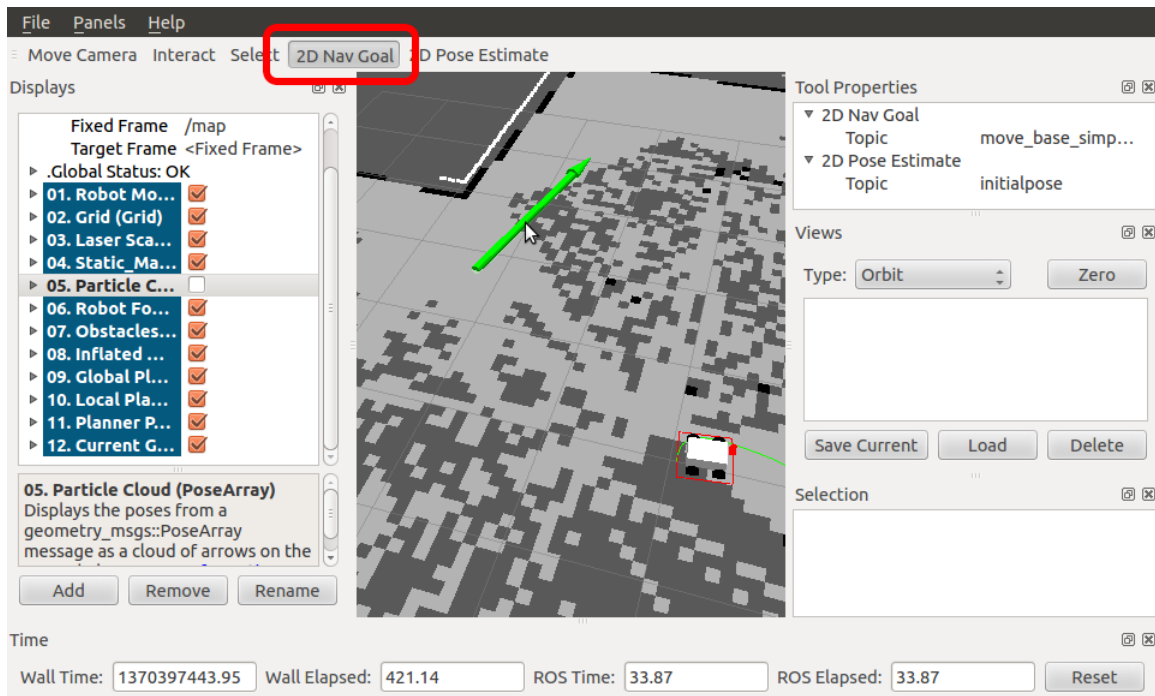 File Panels Help
Move Camera Interact Select 2D Nav Goal 2D Pose Estimate
Displays
Fixed Frame /map
Target Frame <Fixed Frame>
.Global Status: OK
01. Robot Mo...
02. Grid (Grid)
03. Laser Sca...
04. Static_Ma...
05. Particle C...
06. Robot Fo...
07. Obstacles...
08. Inflated ...
09. Global Pl...
10. Local Pla...
11. Planner P...
12. Current G...
05. Particle Cloud (PoseArray)
Displays the poses from a
geometry_msgs::PoseArray
message as a cloud of arrows on the
Add Remove Rename
Tool Properties
2D Nav Goal
Topic move_base_simp...
2D Pose Estimate
Topic initialpose
Views
Type: Orbit Zero
Save Current Load Delete
Selection
Time
Wall Time: 1370397443.95 Wall Elapsed: 421.14 ROS Time: 33.87 ROS Elapsed: 33.87 Reset